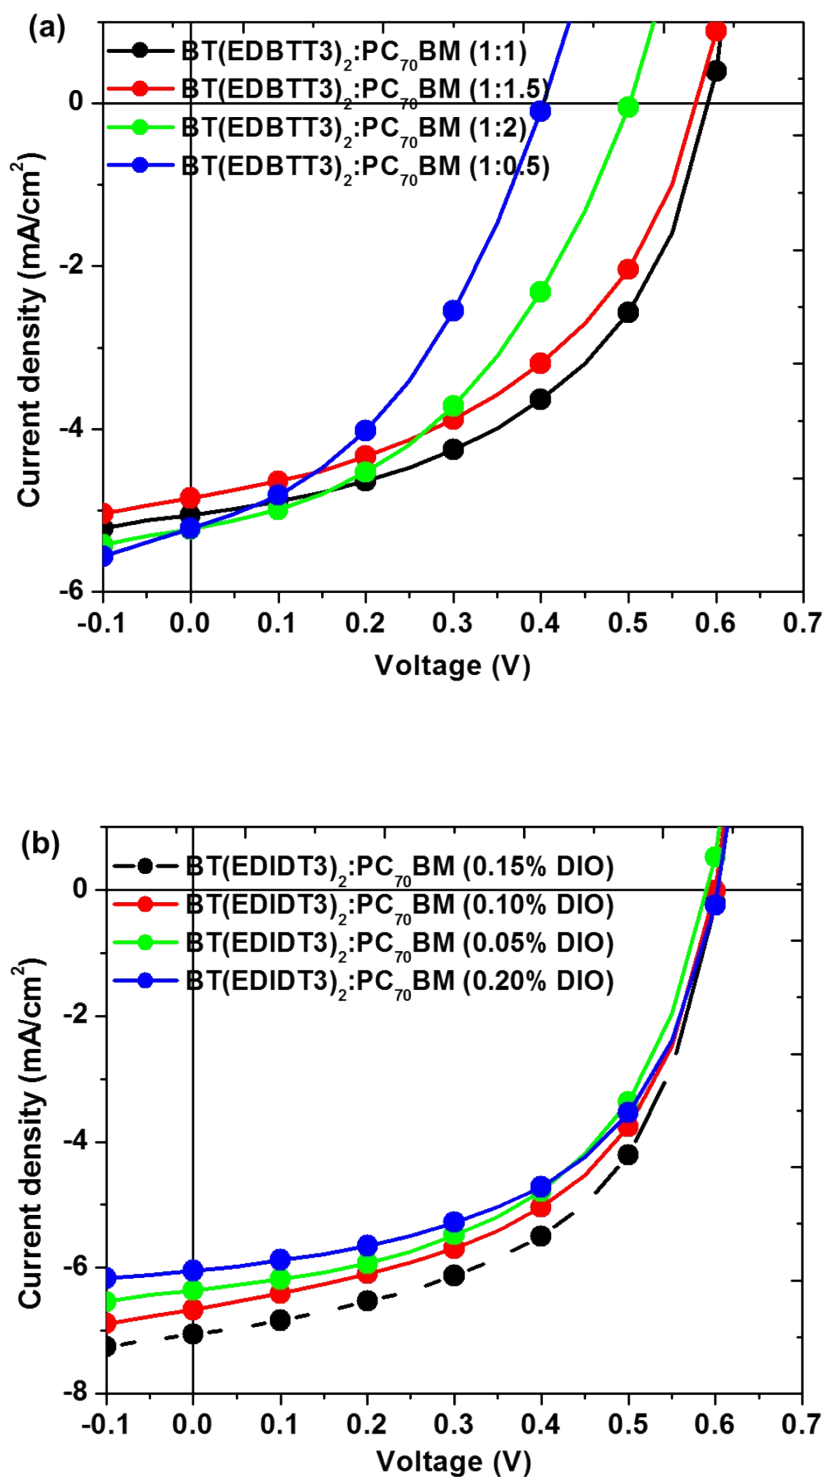 (a)
BT(EDBTT3)₂:PC₇₀BM (1:1)
BT(EDBTT3)₂:PC₇₀BM (1:1.5)
BT(EDBTT3)₂:PC₇₀BM (1:2)
BT(EDBTT3)₂:PC₇₀BM (1:0.5)
0
-2
-4
-6
Current density (mA/cm²)
-0.1 0.0 0.1 0.2 0.3 0.4 0.5 0.6 0.7
Voltage (V)
(b)
BT(EDIDT3)₂:PC₇₀BM (0.15% DIO)
BT(EDIDT3)₂:PC₇₀BM (0.10% DIO)
BT(EDIDT3)₂:PC₇₀BM (0.05% DIO)
BT(EDIDT3)₂:PC₇₀BM (0.20% DIO)
0
-2
-4
-6
-8
Current density (mA/cm²)
-0.1 0.0 0.1 0.2 0.3 0.4 0.5 0.6 0.7
Voltage (V)